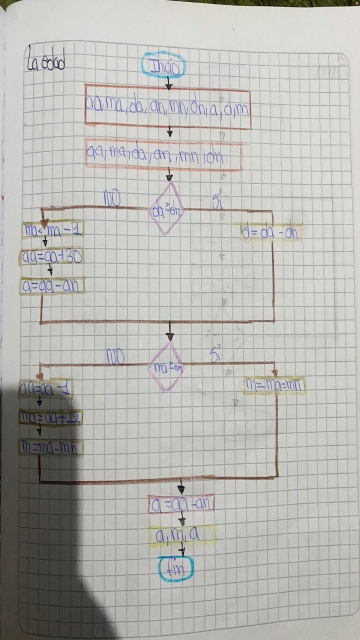 La edad
Inicio
aa, ma, da, an, mn, dn, a, d, m
aa, ma, da, an, mn, dn
da≥dn
NO
Si
ma=ma-1
aa=aa+30
a=aa-an
d=da-dn
ma≥mn
NO
Si
aa=aa-1
ma=aa+12
m=ma-mn
m=ma=mn
a=aa-an
a, m, a
fin